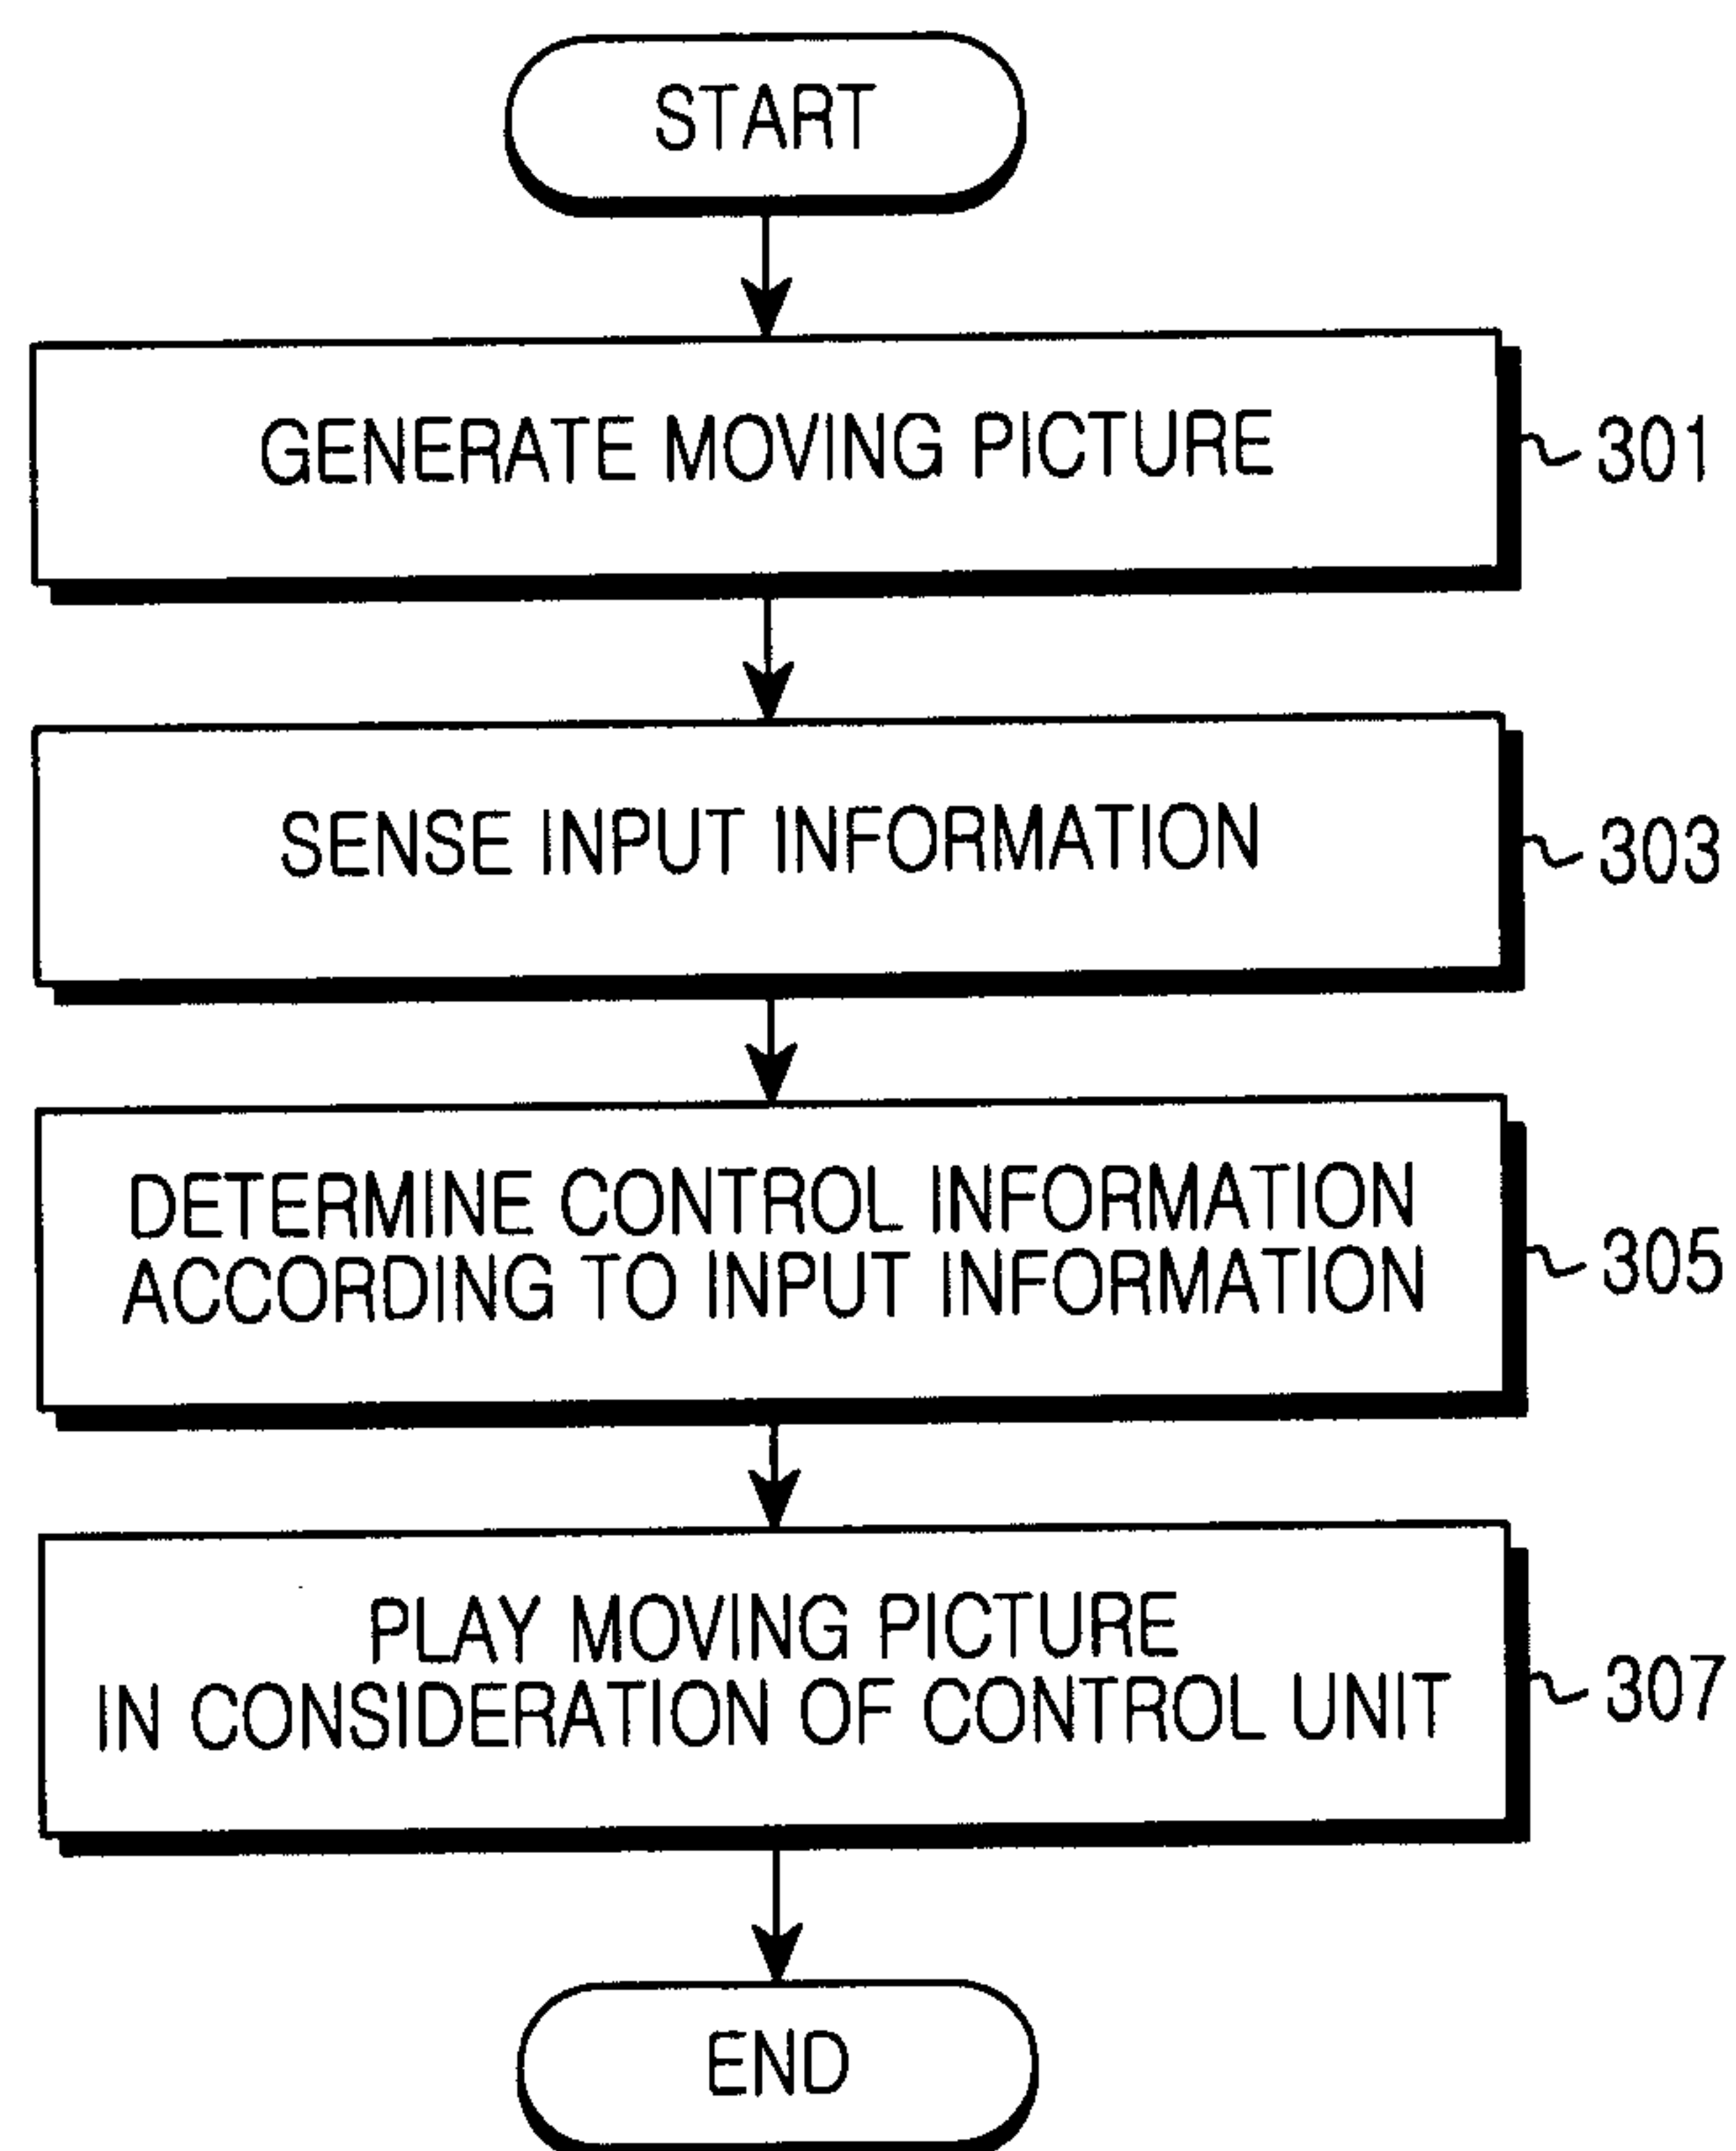 START
GENERATE MOVING PICTURE
301
SENSE INPUT INFORMATION
303
DETERMINE CONTROL INFORMATION
ACCORDING TO INPUT INFORMATION
305
PLAY MOVING PICTURE
IN CONSIDERATION OF CONTROL UNIT
307
END